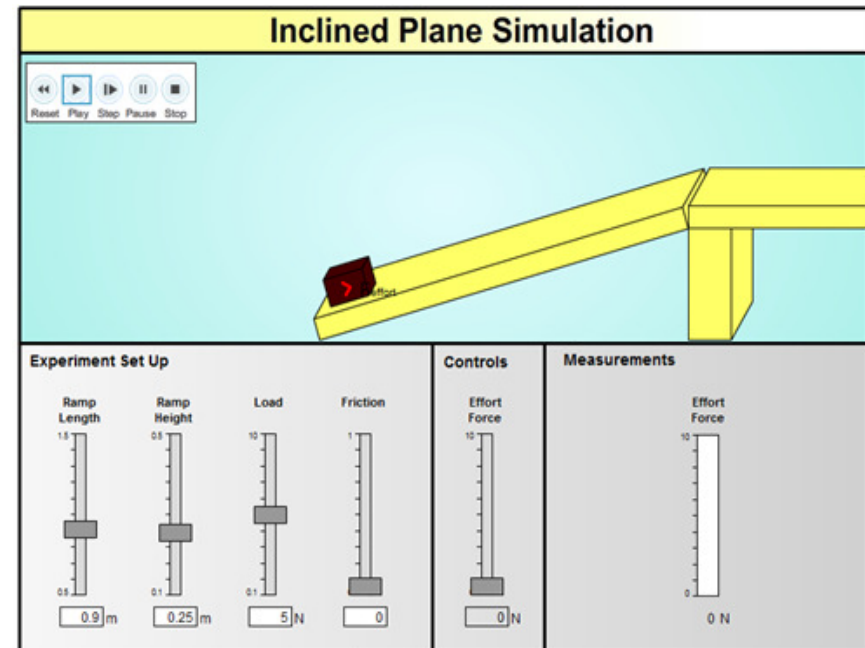 Inclined Plane Simulation
Reset Play Step Pause Stop
Effort
Experiment Set Up
Ramp Length
1.5
0.5
0.9 m
Ramp Height
0.5
0.1
0.25 m
Load
10
0.1
5 N
Friction
1
0
Controls
Effort Force
10
0 N
Measurements
Effort Force
10
0
0 N